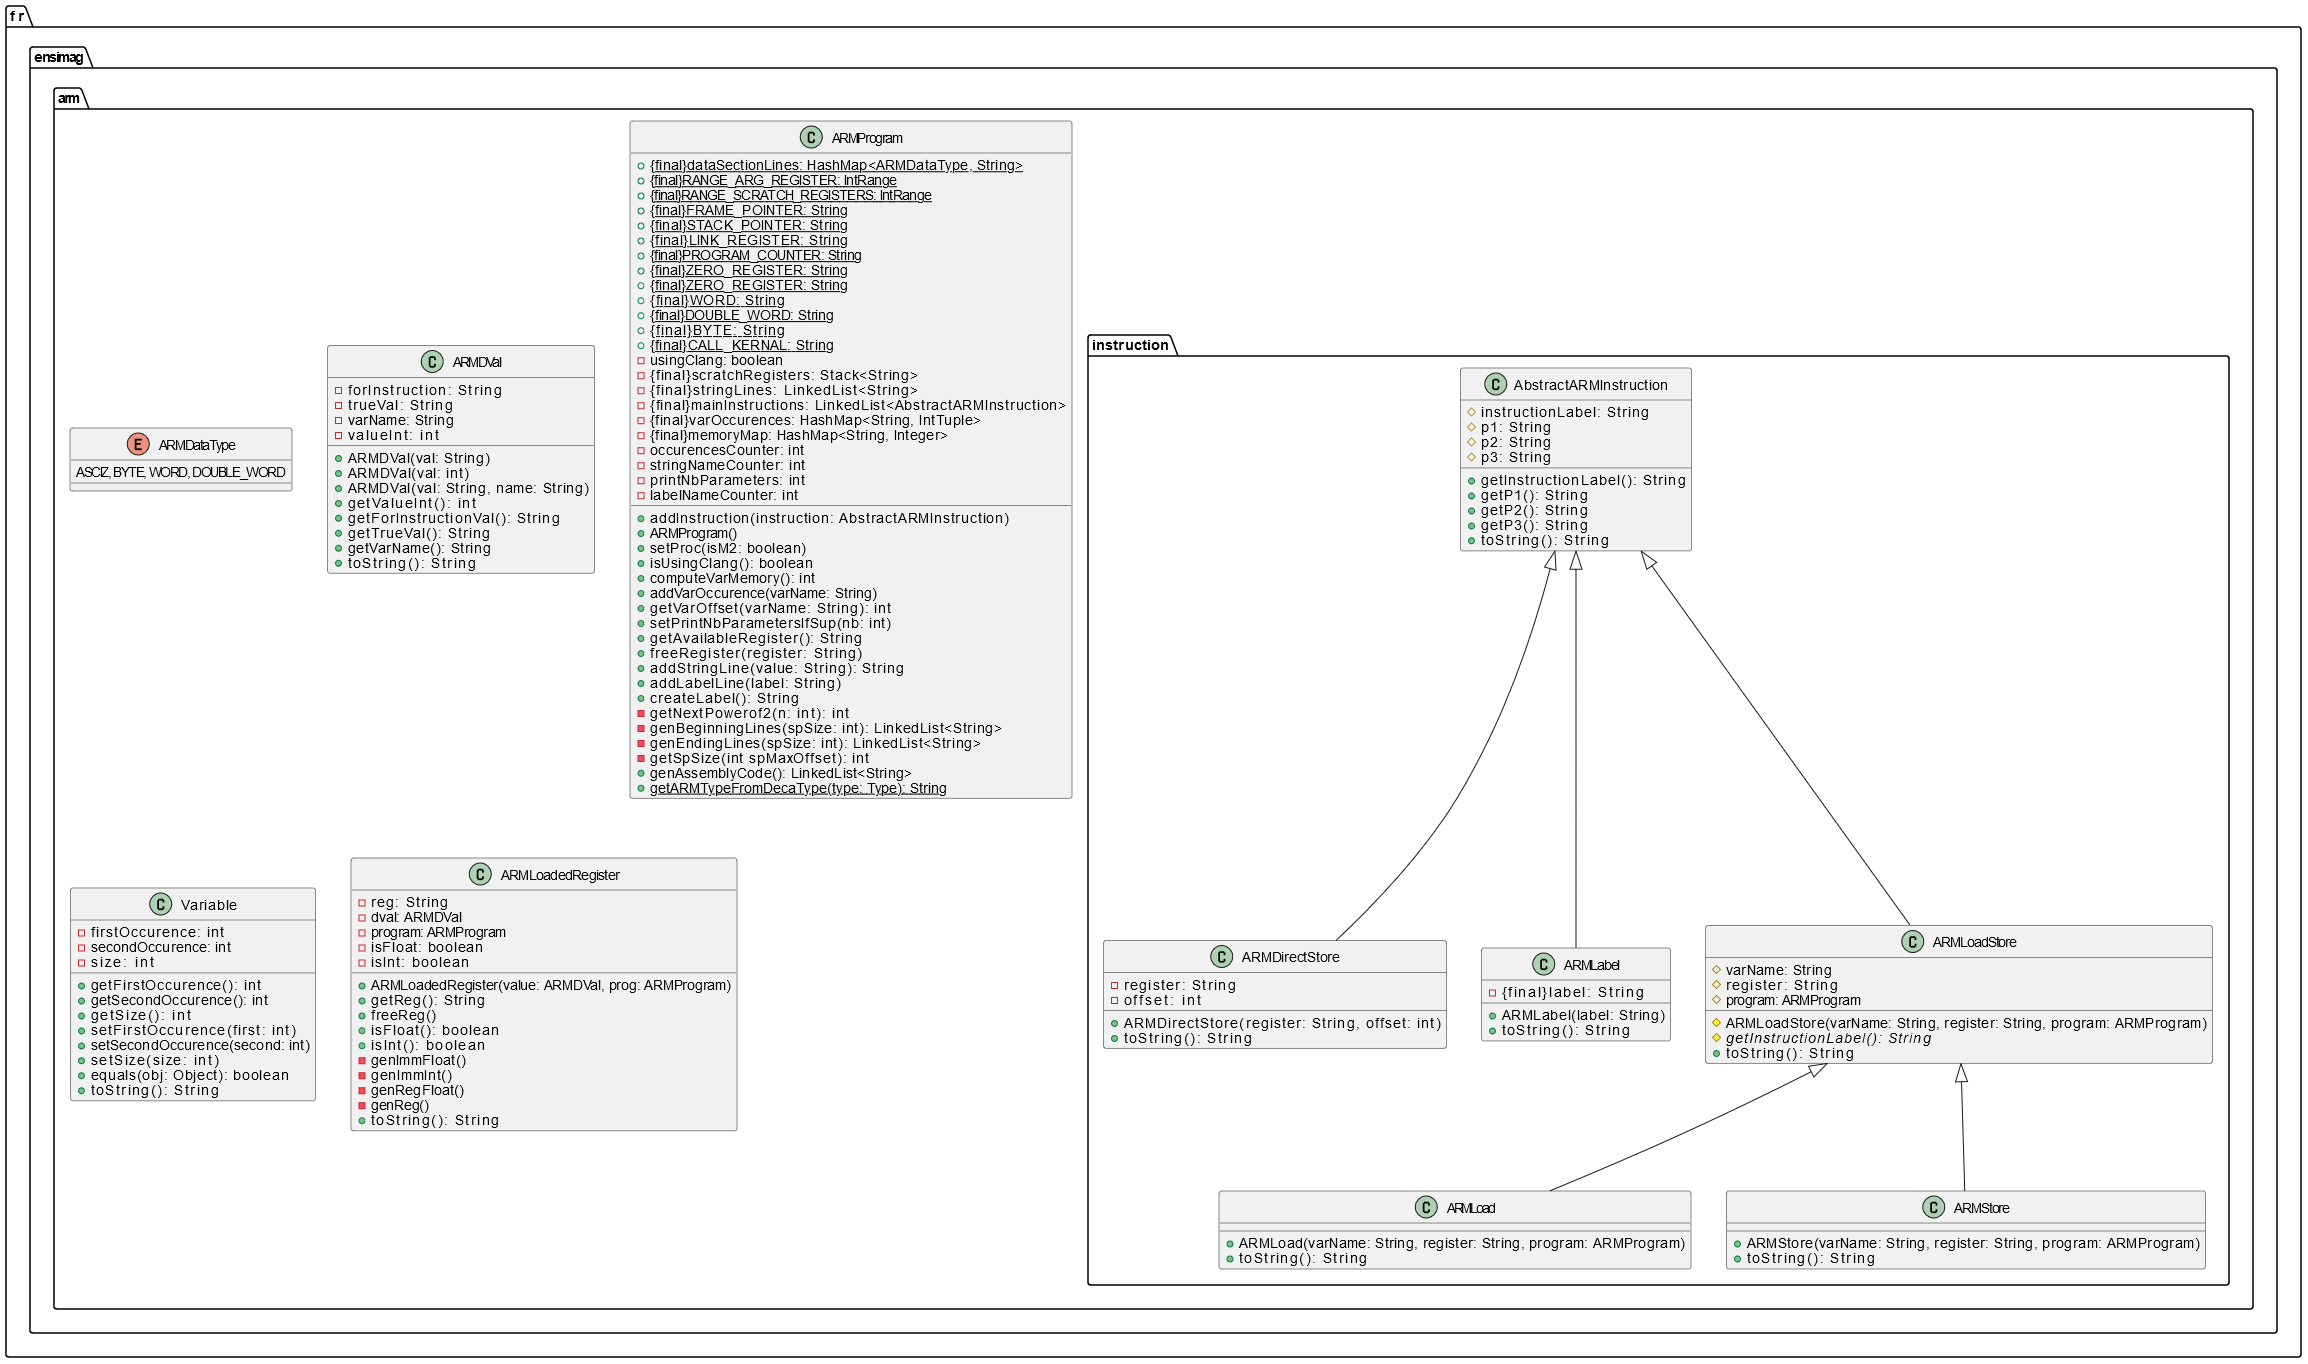 fr
ensimag
arm
ARMProgram
{final}dataSectionLines: HashMap<ARMDataType, String>
{final}RANGE_ARG_REGISTER: IntRange
{final}RANGE_SCRATCH_REGISTERS: IntRange
{final}FRAME_POINTER: String
{final}STACK_POINTER: String
{final}LINK_REGISTER: String
{final}PROGRAM_COUNTER: String
{final}ZERO_REGISTER: String
{final}ZERO_REGISTER: String
{final}WORD: String
{final}DOUBLE_WORD: String
{final}BYTE: String
{final}CALL_KERNAL: String
usingClang: boolean
{final}scratchRegisters: Stack<String>
{final}stringLines: LinkedList<String>
{final}mainInstructions: LinkedList<AbstractARMInstruction>
{final}varOccurences: HashMap<String, IntTuple>
{final}memoryMap: HashMap<String, Integer>
occurencesCounter: int
stringNameCounter: int
printNbParameters: int
labelNameCounter: int
addInstruction(instruction: AbstractARMInstruction)
ARMProgram()
setProc(isM2: boolean)
isUsingClang(): boolean
computeVarMemory(): int
addVarOccurence(varName: String)
getVarOffset(varName: String): int
setPrintNbParametersIfSup(nb: int)
getAvailableRegister(): String
freeRegister(register: String)
addStringLine(value: String): String
addLabelLine(label: String)
createLabel(): String
getNextPowerof2(n: int): int
genBeginningLines(spSize: int): LinkedList<String>
genEndingLines(spSize: int): LinkedList<String>
getSpSize(int spMaxOffset): int
genAssemblyCode(): LinkedList<String>
getARMTypeFromDecaType(type: Type): String
ARMDVal
forInstruction: String
trueVal: String
varName: String
valueInt: int
ARMDVal(val: String)
ARMDVal(val: int)
ARMDVal(val: String, name: String)
getValueInt(): int
getForInstructionVal(): String
getTrueVal(): String
getVarName(): String
toString(): String
ARMDataType
ASCIZ, BYTE, WORD, DOUBLE_WORD
instruction
AbstractARMInstruction
instructionLabel: String
p1: String
p2: String
p3: String
getInstructionLabel(): String
getP1(): String
getP2(): String
getP3(): String
toString(): String
Variable
firstOccurence: int
secondOccurence: int
size: int
getFirstOccurence(): int
getSecondOccurence(): int
getSize(): int
setFirstOccurence(first: int)
setSecondOccurence(second: int)
setSize(size: int)
equals(obj: Object): boolean
toString(): String
ARMLoadedRegister
reg: String
dval: ARMDVal
program: ARMProgram
isFloat: boolean
isInt: boolean
ARMLoadedRegister(value: ARMDVal, prog: ARMProgram)
getReg(): String
freeReg()
isFloat(): boolean
isInt(): boolean
genImmFloat()
genImmInt()
genRegFloat()
genReg()
toString(): String
ARMDirectStore
register: String
offset: int
ARMDirectStore(register: String, offset: int)
toString(): String
ARMLabel
{final}label: String
ARMLabel(label: String)
toString(): String
ARMLoadStore
varName: String
register: String
program: ARMProgram
ARMLoadStore(varName: String, register: String, program: ARMProgram)
getInstructionLabel(): String
toString(): String
ARMLoad
ARMLoad(varName: String, register: String, program: ARMProgram)
toString(): String
ARMStore
ARMStore(varName: String, register: String, program: ARMProgram)
toString(): String